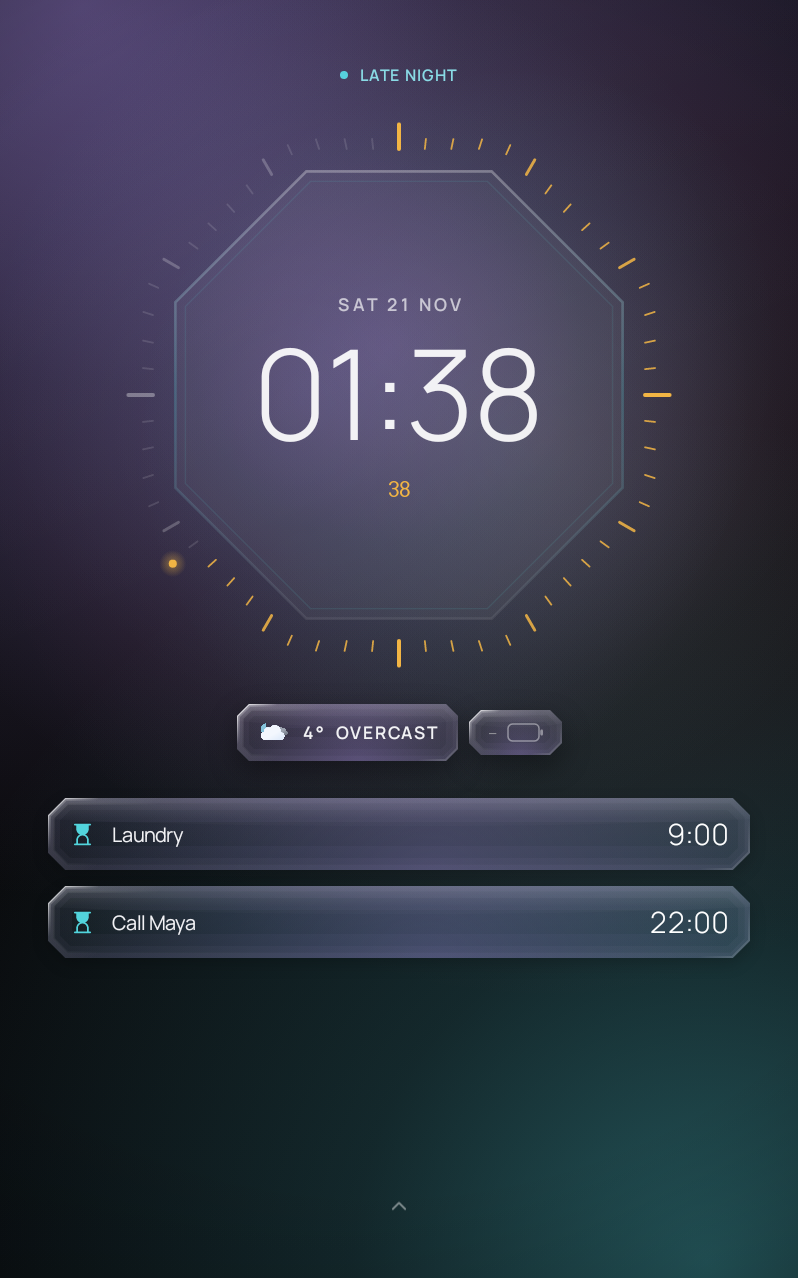 LATE NIGHT
SAT 21 NOV
01:38
38
4° OVERCAST
–
Laundry 9:00
Call Maya 22:00